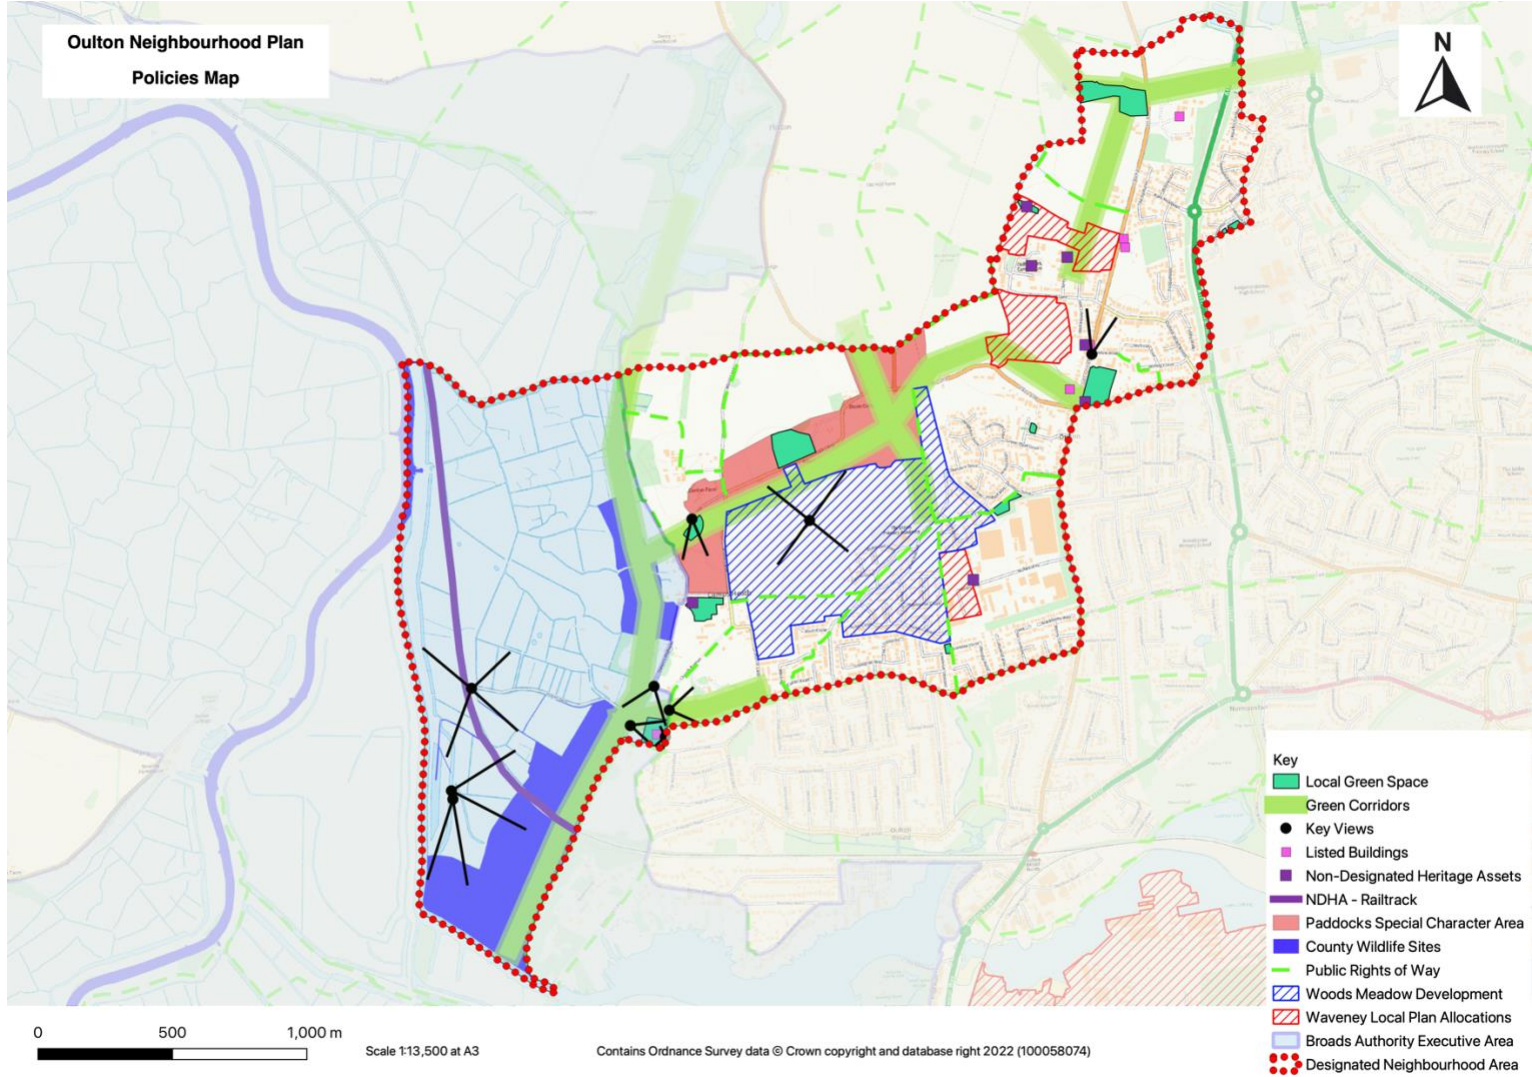 Oulton Neighbourhood Plan
Policies Map
N
Key
Local Green Space
Green Corridors
Key Views
Listed Buildings
Non-Designated Heritage Assets
NDHA - Railtrack
Paddocks Special Character Area
County Wildlife Sites
Public Rights of Way
Woods Meadow Development
Waveney Local Plan Allocations
Broads Authority Executive Area
Designated Neighbourhood Area
0 500 1,000 m
Scale 1:13,500 at A3
Contains Ordnance Survey data © Crown copyright and database right 2022 (100058074)